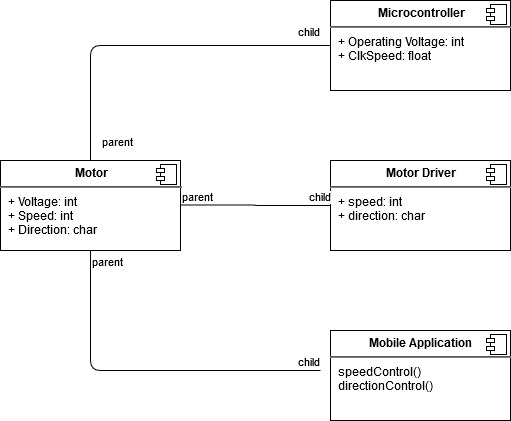 Microcontroller
+ Operating Voltage: int
+ ClkSpeed: float
child
parent
Motor
+ Voltage: int
+ Speed: int
+ Direction: char
parent
child
Motor Driver
+ speed: int
+ direction: char
parent
child
Mobile Application
speedControl()
directionControl()